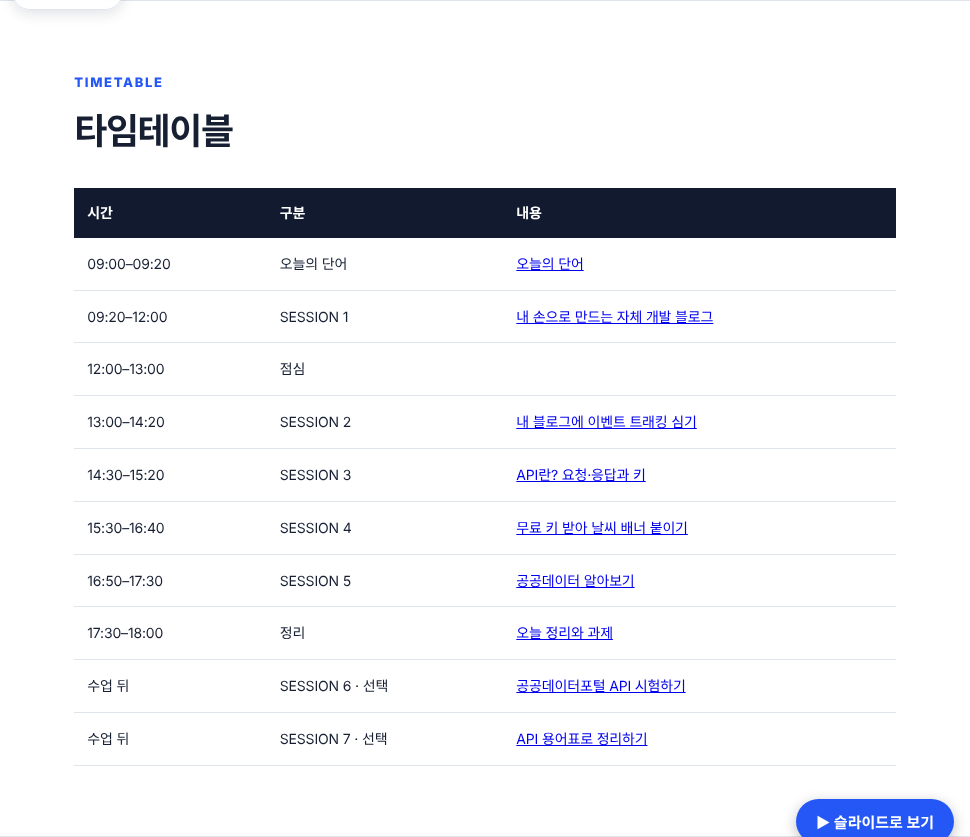 TIMETABLE
타임테이블
시간 구분 내용
09:00–09:20 오늘의 단어 오늘의 단어
09:20–12:00 SESSION 1 내 손으로 만드는 자체 개발 블로그
12:00–13:00 점심
13:00–14:20 SESSION 2 내 블로그에 이벤트 트래킹 심기
14:30–15:20 SESSION 3 API란? 요청·응답과 키
15:30–16:40 SESSION 4 무료 키 받아 날씨 배너 붙이기
16:50–17:30 SESSION 5 공공데이터 알아보기
17:30–18:00 정리 오늘 정리와 과제
수업 뒤 SESSION 6 · 선택 공공데이터포털 API 시험하기
수업 뒤 SESSION 7 · 선택 API 용어표로 정리하기
▶ 슬라이드로 보기